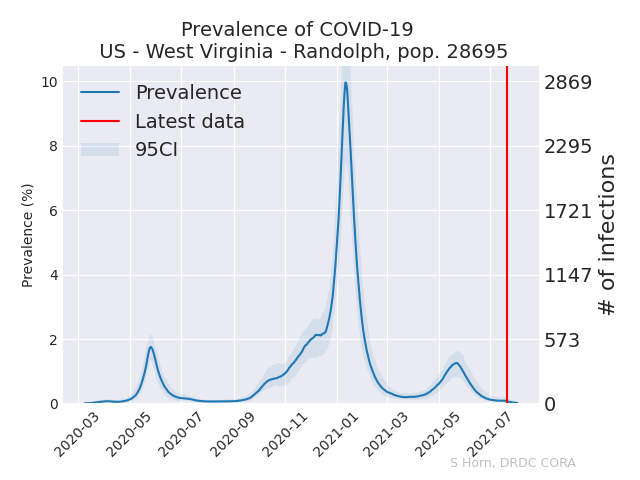 Prevalence of COVID-19
US - West Virginia - Randolph, pop. 28695
Prevalence
Latest data
95CI
Prevalence (%)
10
8
6
4
2
0
2869
2295
1721
1147
573
0
# of infections
2020-03
2020-05
2020-07
2020-09
2020-11
2021-01
2021-03
2021-05
2021-07
S Horn, DRDC CORA